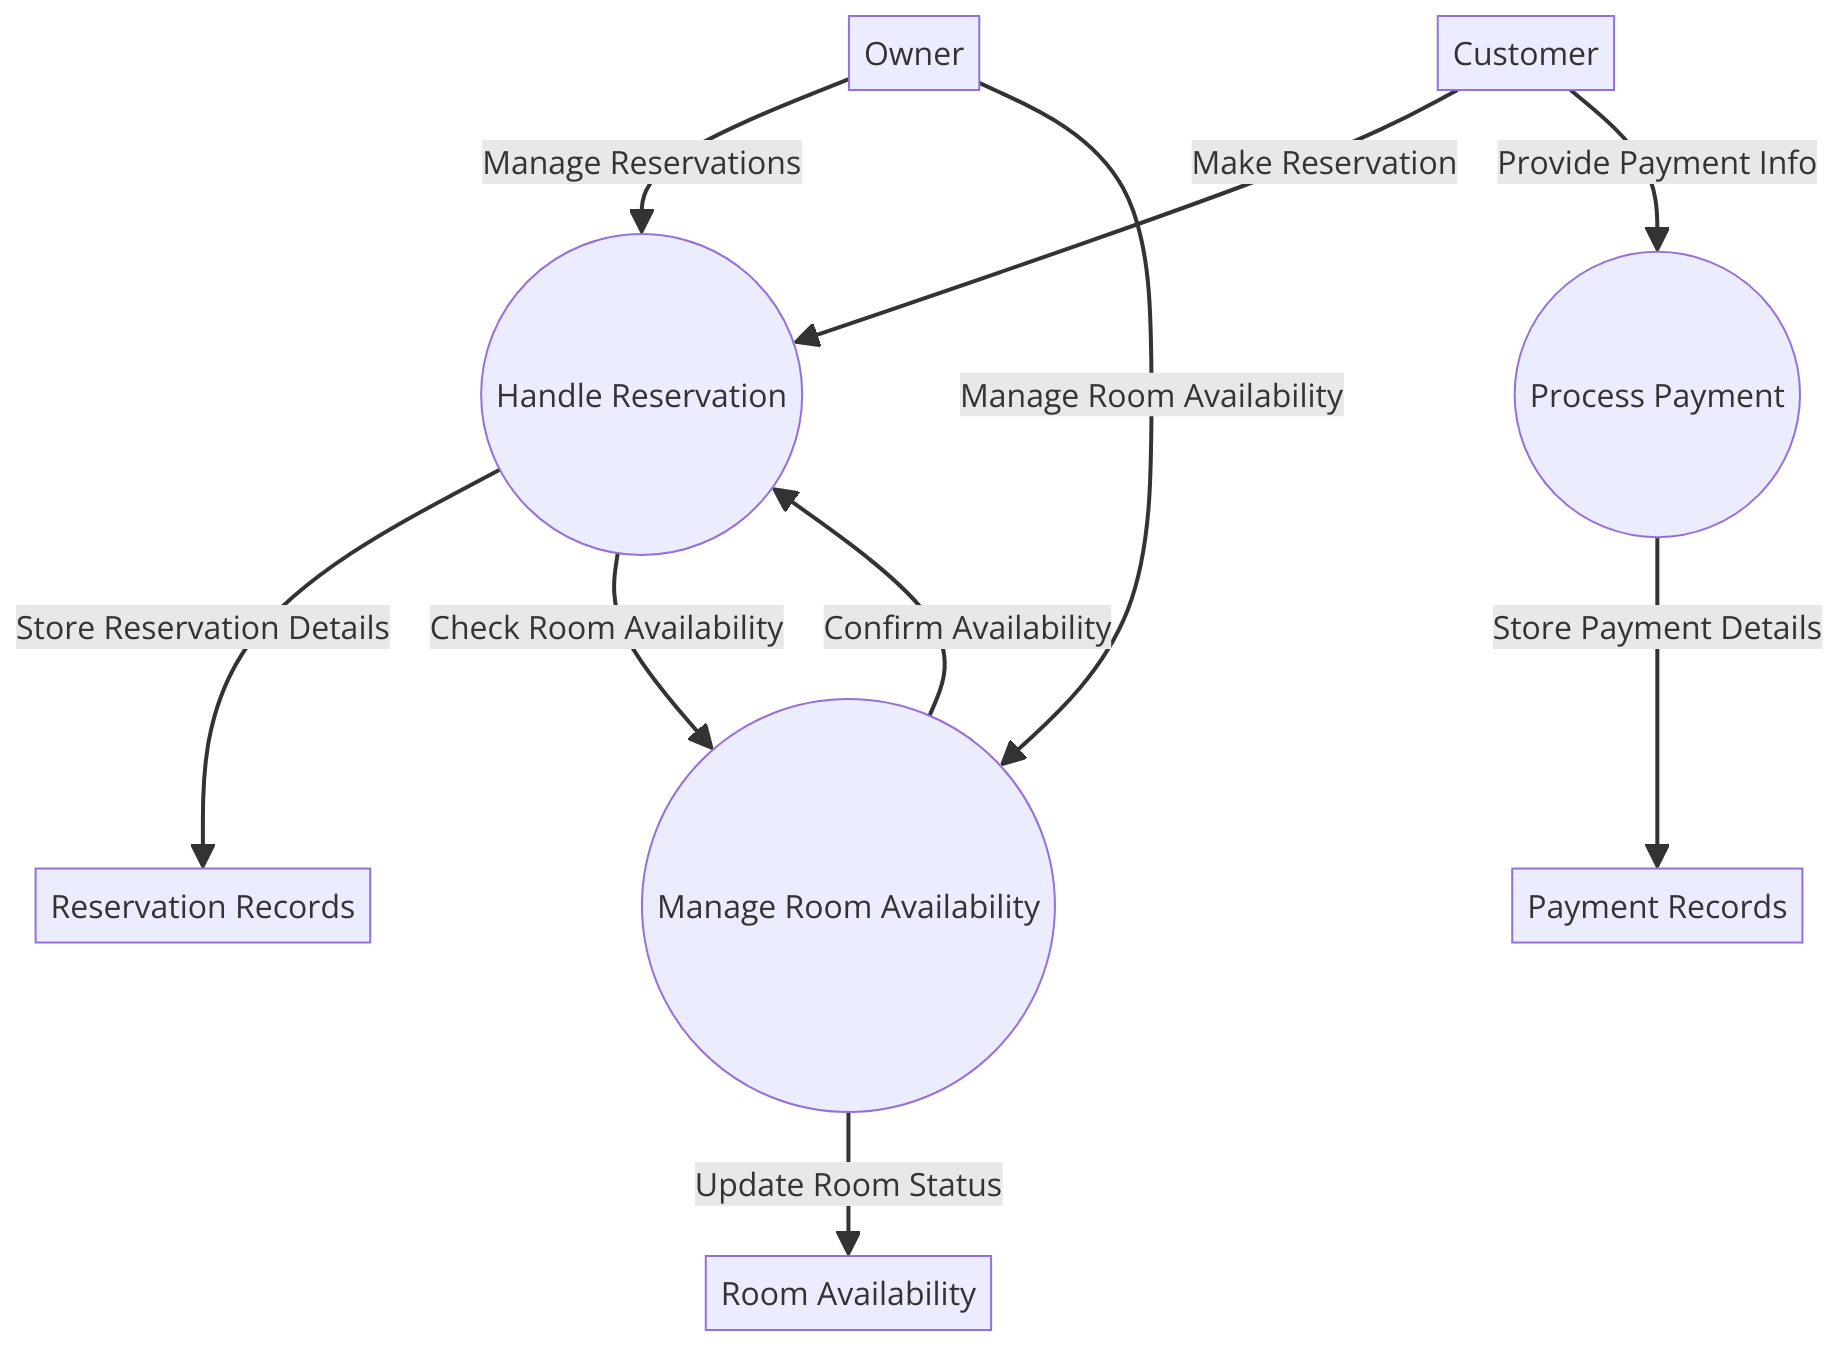 Owner
Customer
Manage Reservations
Make Reservation
Provide Payment Info
Handle Reservation
Manage Room Availability
Process Payment
Store Reservation Details
Check Room Availability
Confirm Availability
Store Payment Details
Reservation Records
Manage Room Availability
Payment Records
Update Room Status
Room Availability